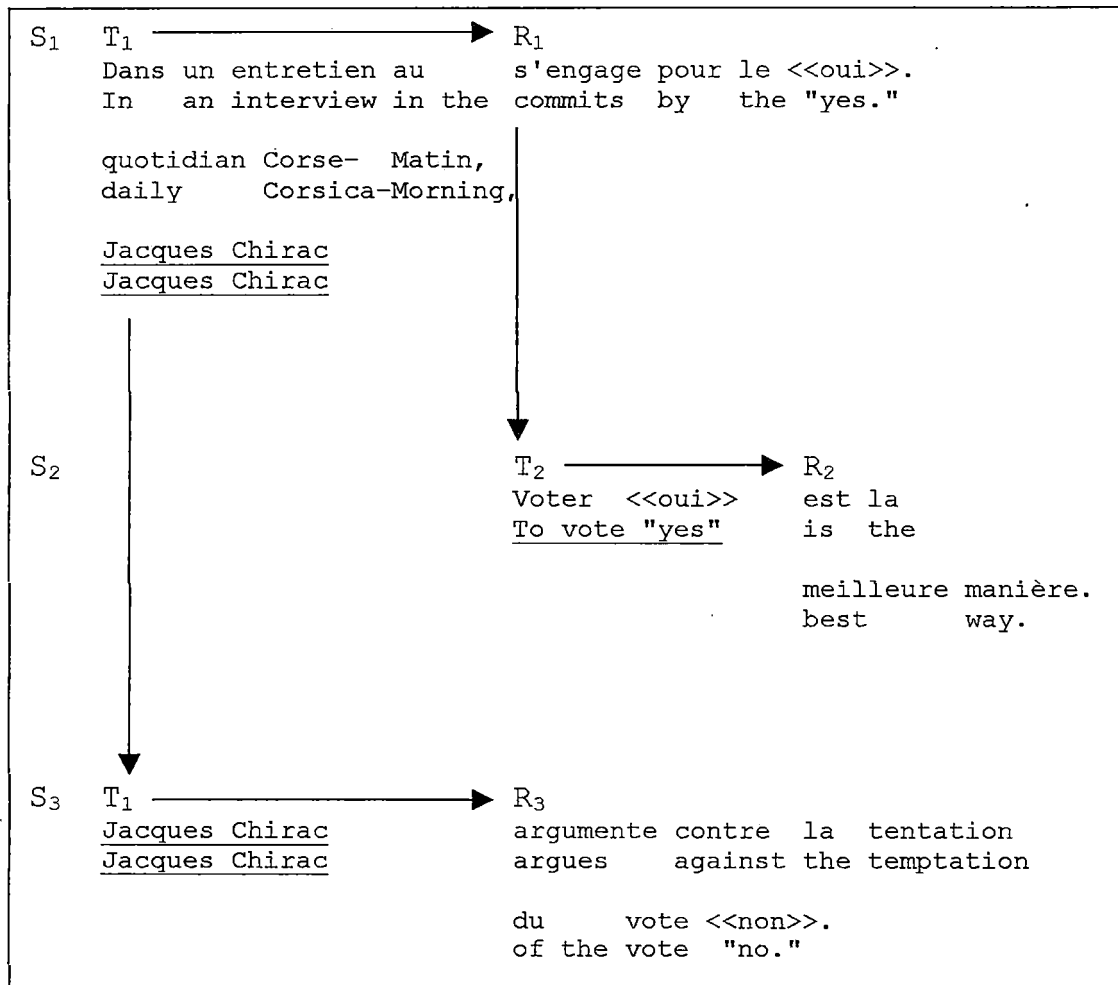 S₁ T₁ R₁
Dans un entretien au s'engage pour le <<oui>>.
In an interview in the commits by the "yes."
quotidian Corse- Matin,
daily Corsica-Morning,
Jacques Chirac
Jacques Chirac
S₂ T₂ R₂
Voter <<oui>> est la
To vote "yes" is the
meilleure manière.
best way.
S₃ T₁ R₃
Jacques Chirac argumente contre la tentation
Jacques Chirac argues against the temptation
du vote <<non>>.
of the vote "no."